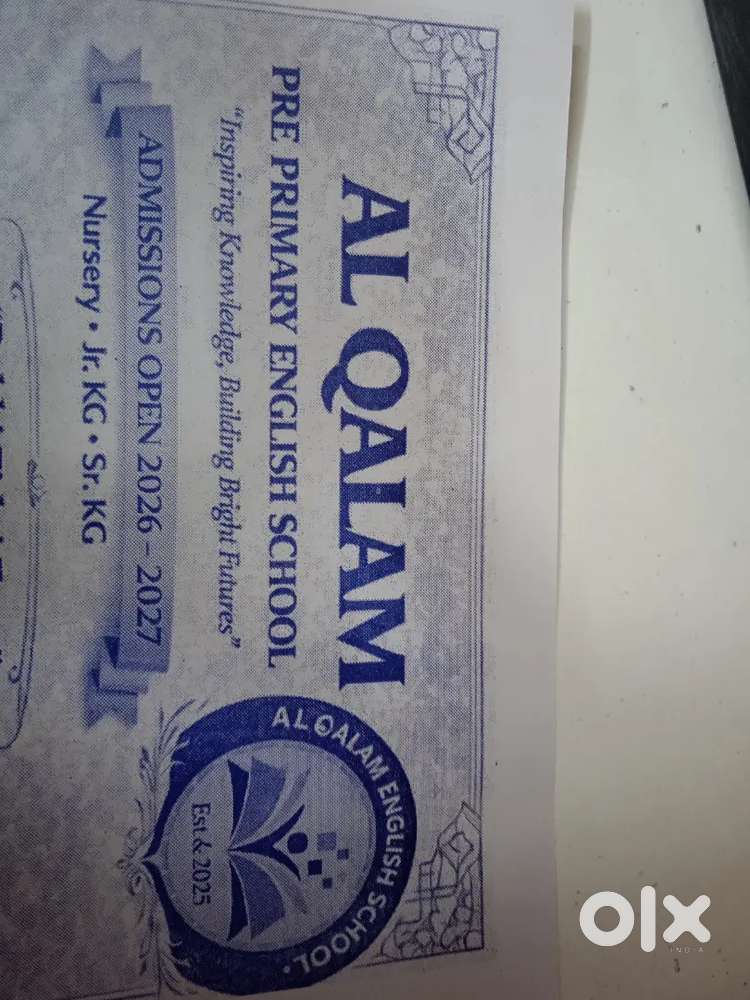 AL QALAM
PRE PRIMARY ENGLISH SCHOOL
"Inspiring Knowledge, Building Bright Futures"
ADMISSIONS OPEN 2026 – 2027
Nursery • Jr. KG • Sr. KG
AL QALAM ENGLISH SCHOOL.
Est & 2025
olx
INDIA